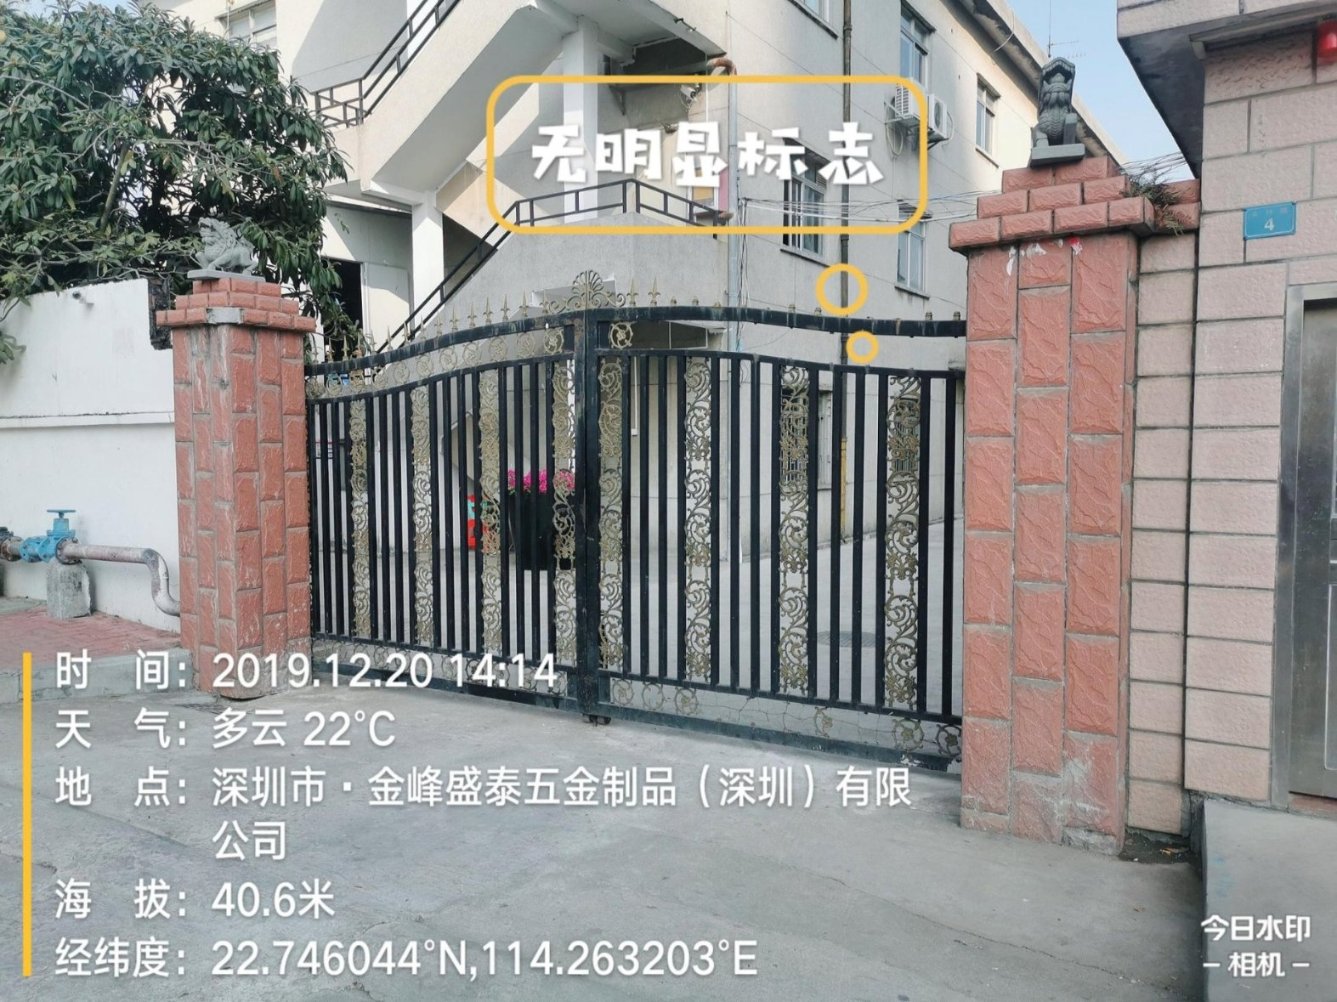 无明显标志
4
时 间：2019.12.20 14:14
天 气：多云 22°C
地 点：深圳市·金峰盛泰五金制品（深圳）有限
公司
海 拔：40.6米
经纬度：22.746044°N,114.263203°E
今日水印
-相机-